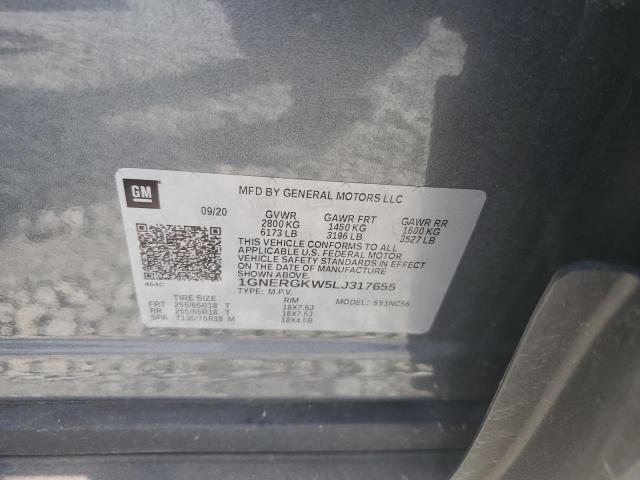 GM
MFD BY GENERAL MOTORS LLC
09/20
GVWR GAWR FRT GAWR RR
2800 KG 1450 KG 1600 KG
6173 LB 3196 LB 3527 LB
THIS VEHICLE CONFORMS TO ALL
APPLICABLE U.S. FEDERAL MOTOR
VEHICLE SAFETY STANDARDS IN
EFFECT ON THE DATE OF MANUFACTURE
SHOWN ABOVE.
464C
1GNERGKW5LJ317655
TYPE: M.P.V.
TIRE SIZE RIM MODEL: 551NC56
FRT 255/65R18 T 18X7.5J
RR 255/65R18 T 18X7.5J
SPA T135/70R18 M 18X4.5B